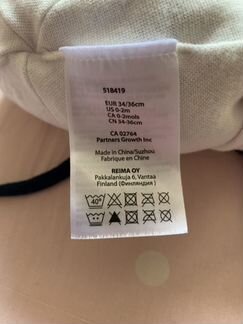 518419
EUR 34/36cm
US 0-2m
CA 0-2mois
CN 34-36cm
CA 02764
Partners Growth Inc
Made in China/Suzhou
Fabriqué en Chine
REIMA OY
Pakkalankuja 6, Vantaa
Finland (Финляндия)
40°